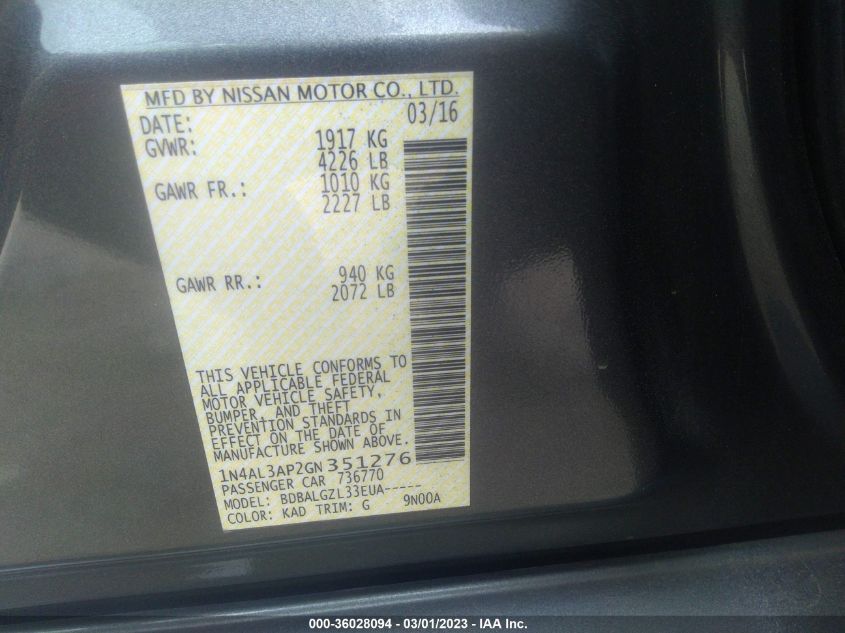 MFD BY NISSAN MOTOR CO., LTD.
DATE: 03/16
GVWR: 1917 KG
4226 LB
GAWR FR.: 1010 KG
2227 LB
GAWR RR.: 940 KG
2072 LB
THIS VEHICLE CONFORMS TO
ALL APPLICABLE FEDERAL
MOTOR VEHICLE SAFETY,
BUMPER, AND THEFT
PREVENTION STANDARDS IN
EFFECT ON THE DATE OF
MANUFACTURE SHOWN ABOVE.
1N4AL3AP2GN351276
PASSENGER CAR 736770
MODEL: BDBALGZL33EUA-----
COLOR: KAD TRIM: G 9N00A
000-36028094 - 03/01/2023 - IAA Inc.